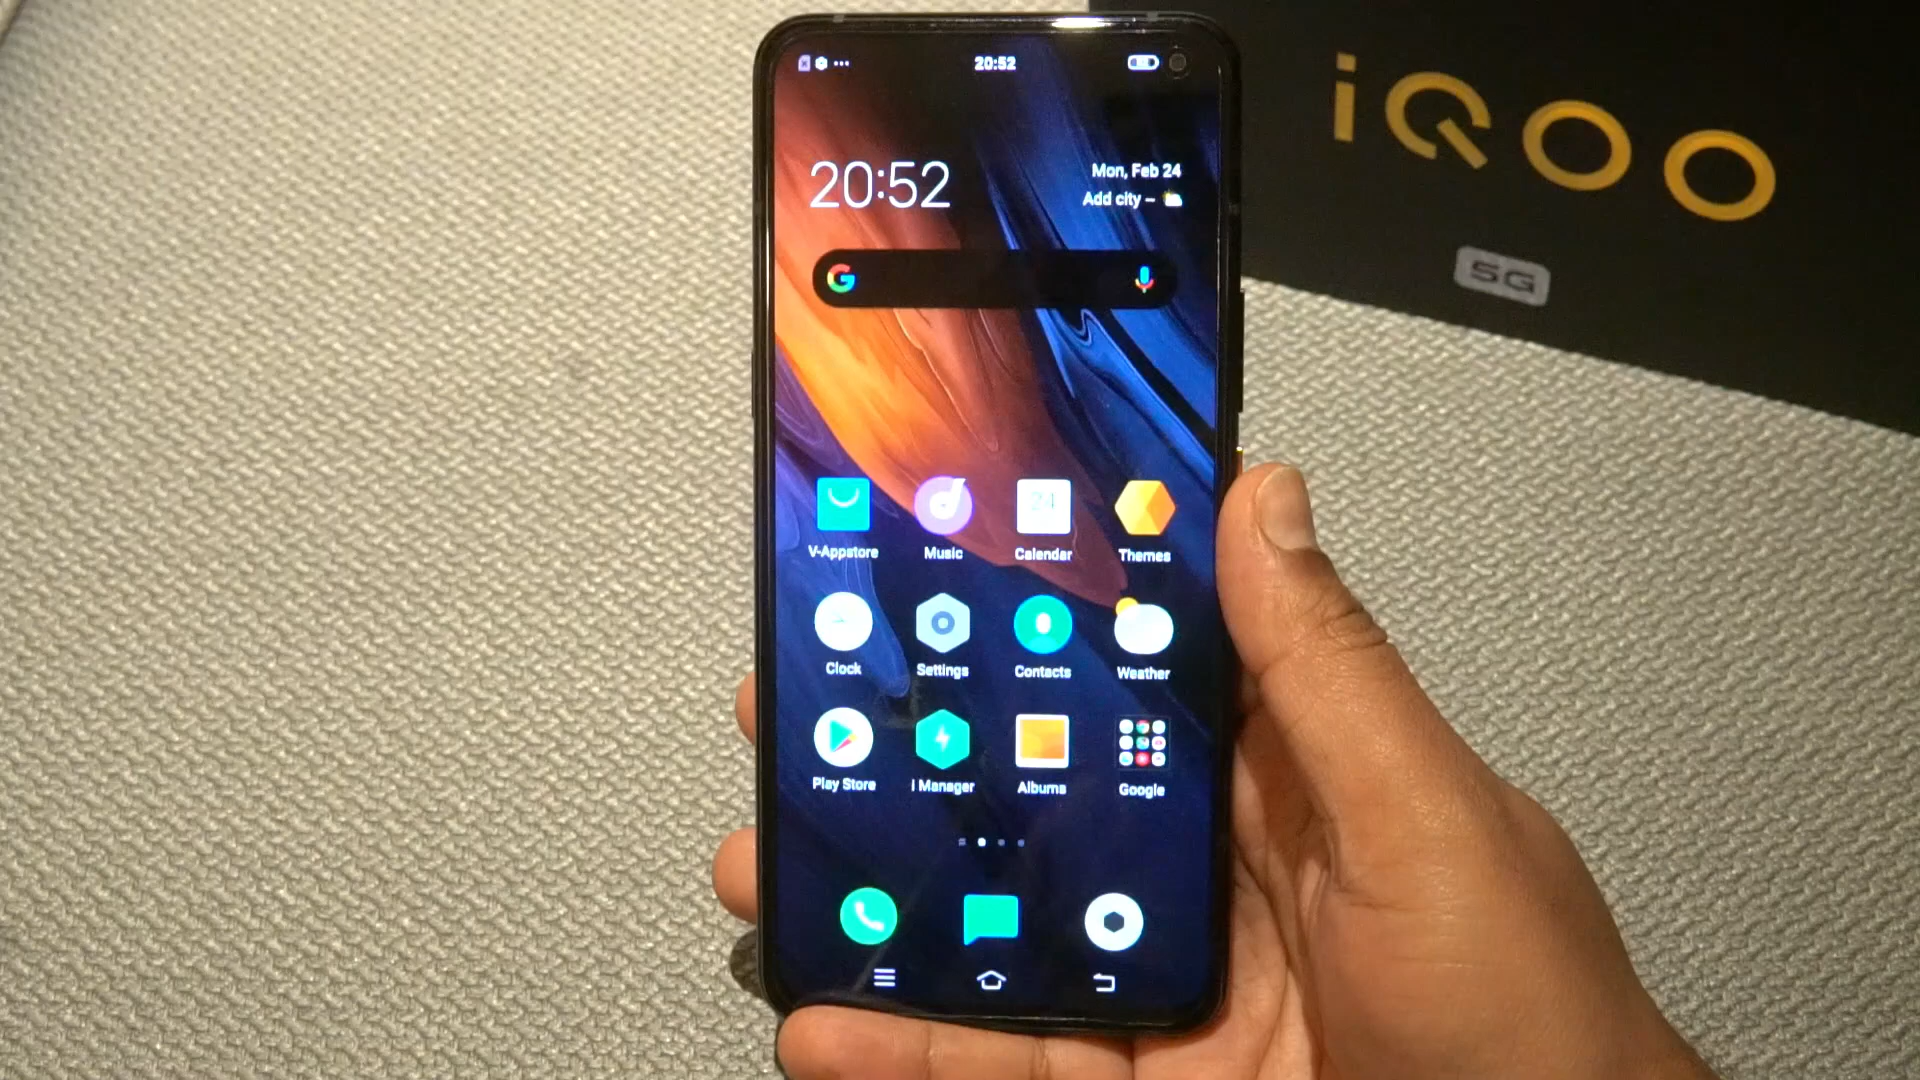 20:52
iQOO
5G
20:52
Mon, Feb 24
Add city --
24
V-Appstore Music Calendar Themes
Clock Settings Contacts Weather
Play Store i Manager Albums Google